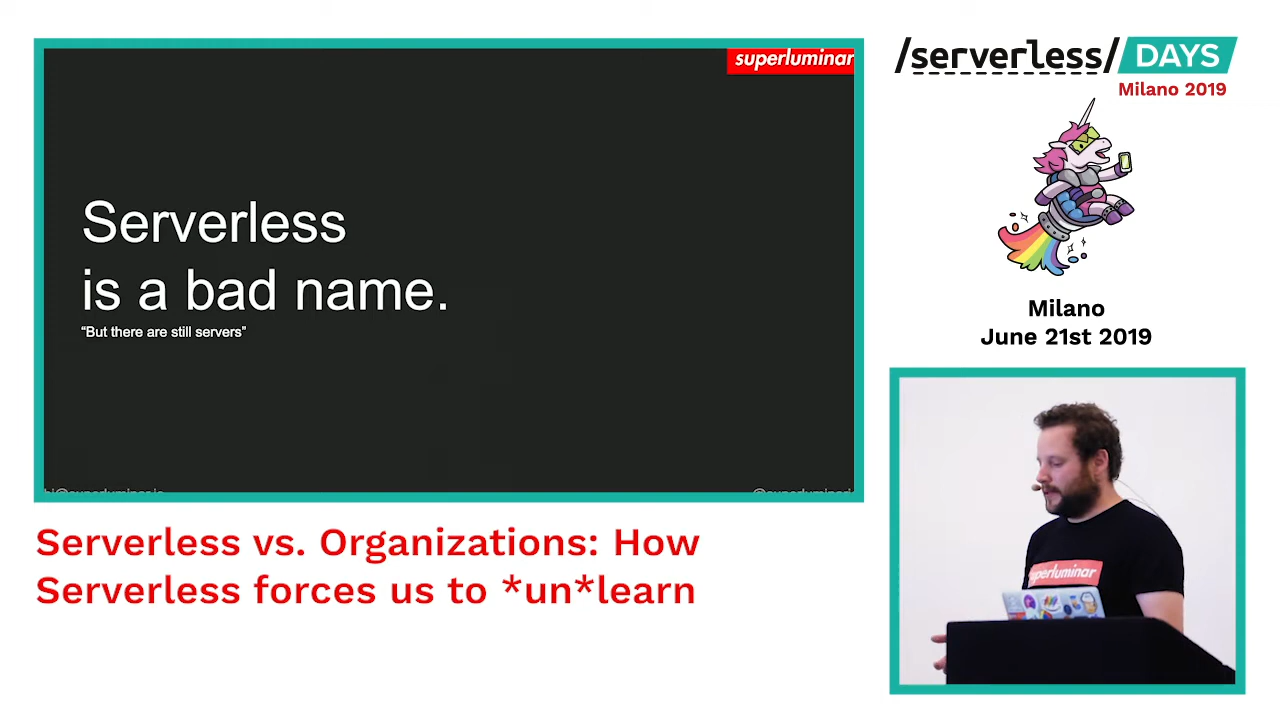 superluminar
Serverless
is a bad name.
“But there are still servers”
/serverless/ DAYS
Milano 2019
Milano
June 21st 2019
superluminar
Serverless vs. Organizations: How
Serverless forces us to *un*learn